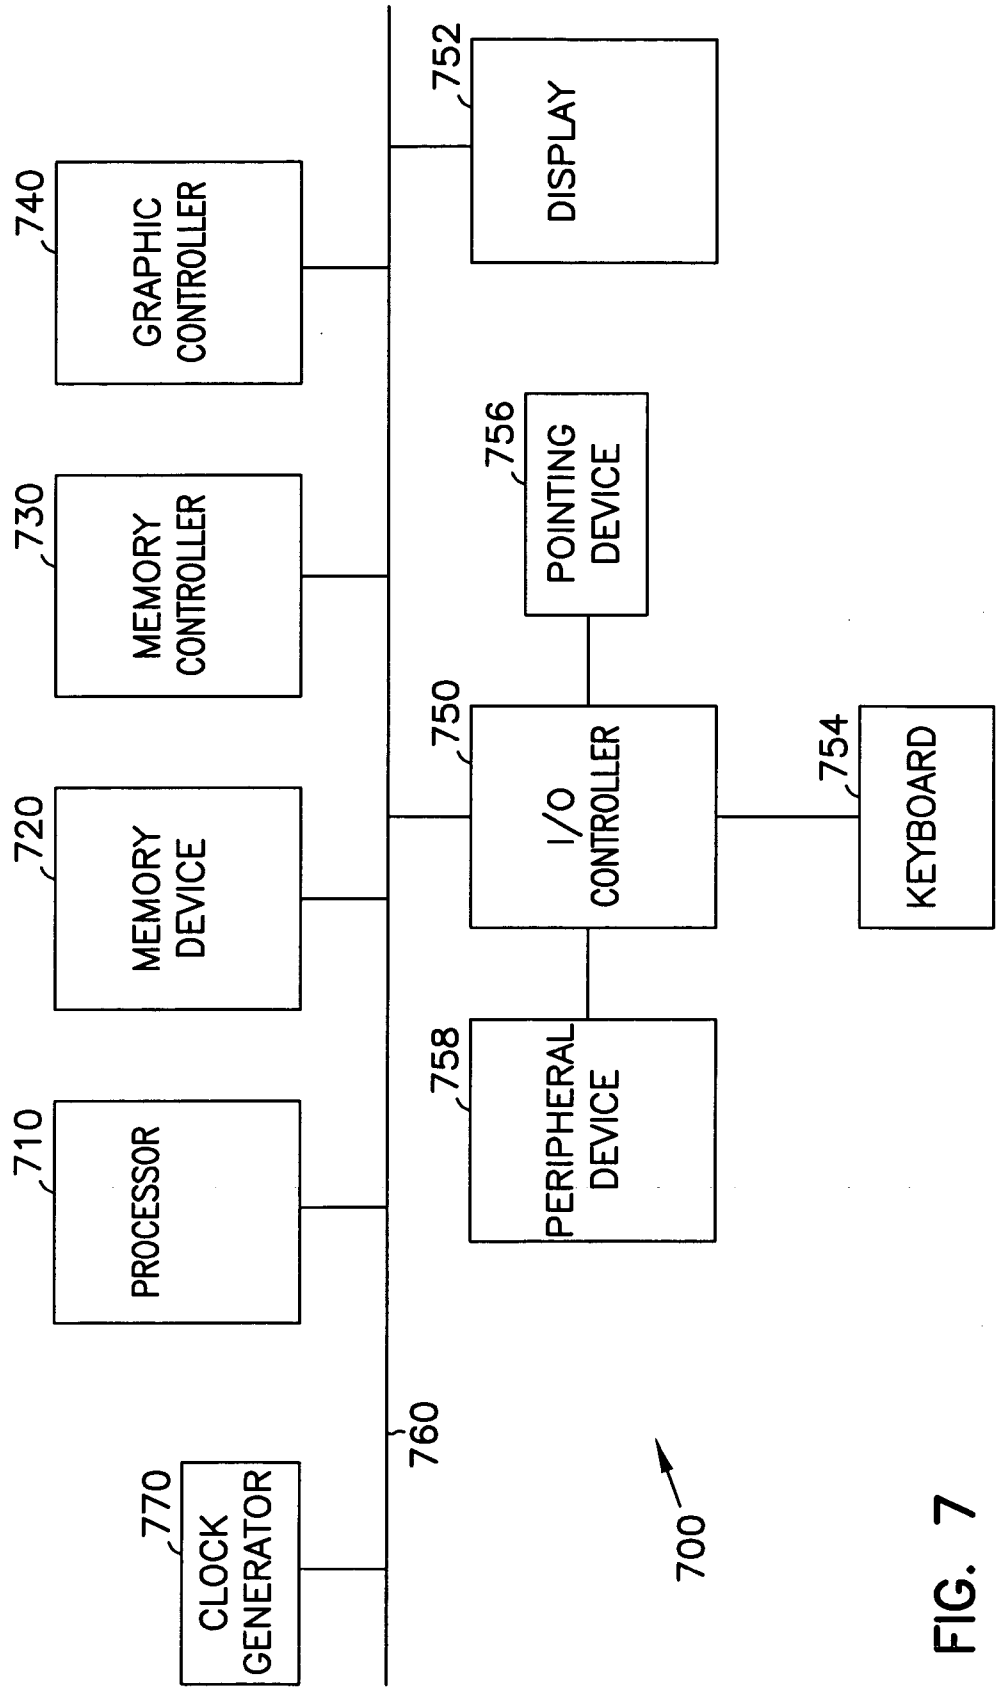 770
CLOCK
GENERATOR
710
PROCESSOR
720
MEMORY
DEVICE
730
MEMORY
CONTROLLER
740
GRAPHIC
CONTROLLER
760
758
PERIPHERAL
DEVICE
750
I/O
CONTROLLER
756
POINTING
DEVICE
752
DISPLAY
754
KEYBOARD
700
FIG. 7